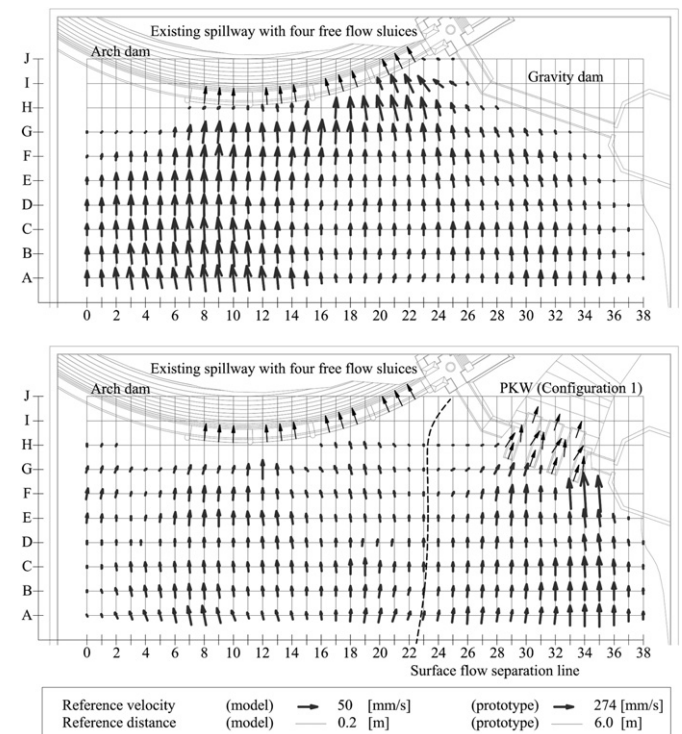 Existing spillway with four free flow sluices
Arch dam
Gravity dam
J
I
H
G
F
E
D
C
B
A
0 2 4 6 8 10 12 14 16 18 20 22 24 26 28 30 32 34 36 38
Existing spillway with four free flow sluices
Arch dam
PKW (Configuration 1)
J
I
H
G
F
E
D
C
B
A
0 2 4 6 8 10 12 14 16 18 20 22 24 26 28 30 32 34 36 38
Surface flow separation line
Reference velocity (model) 50 [mm/s] (prototype) 274 [mm/s]
Reference distance (model) 0.2 [m] (prototype) 6.0 [m]